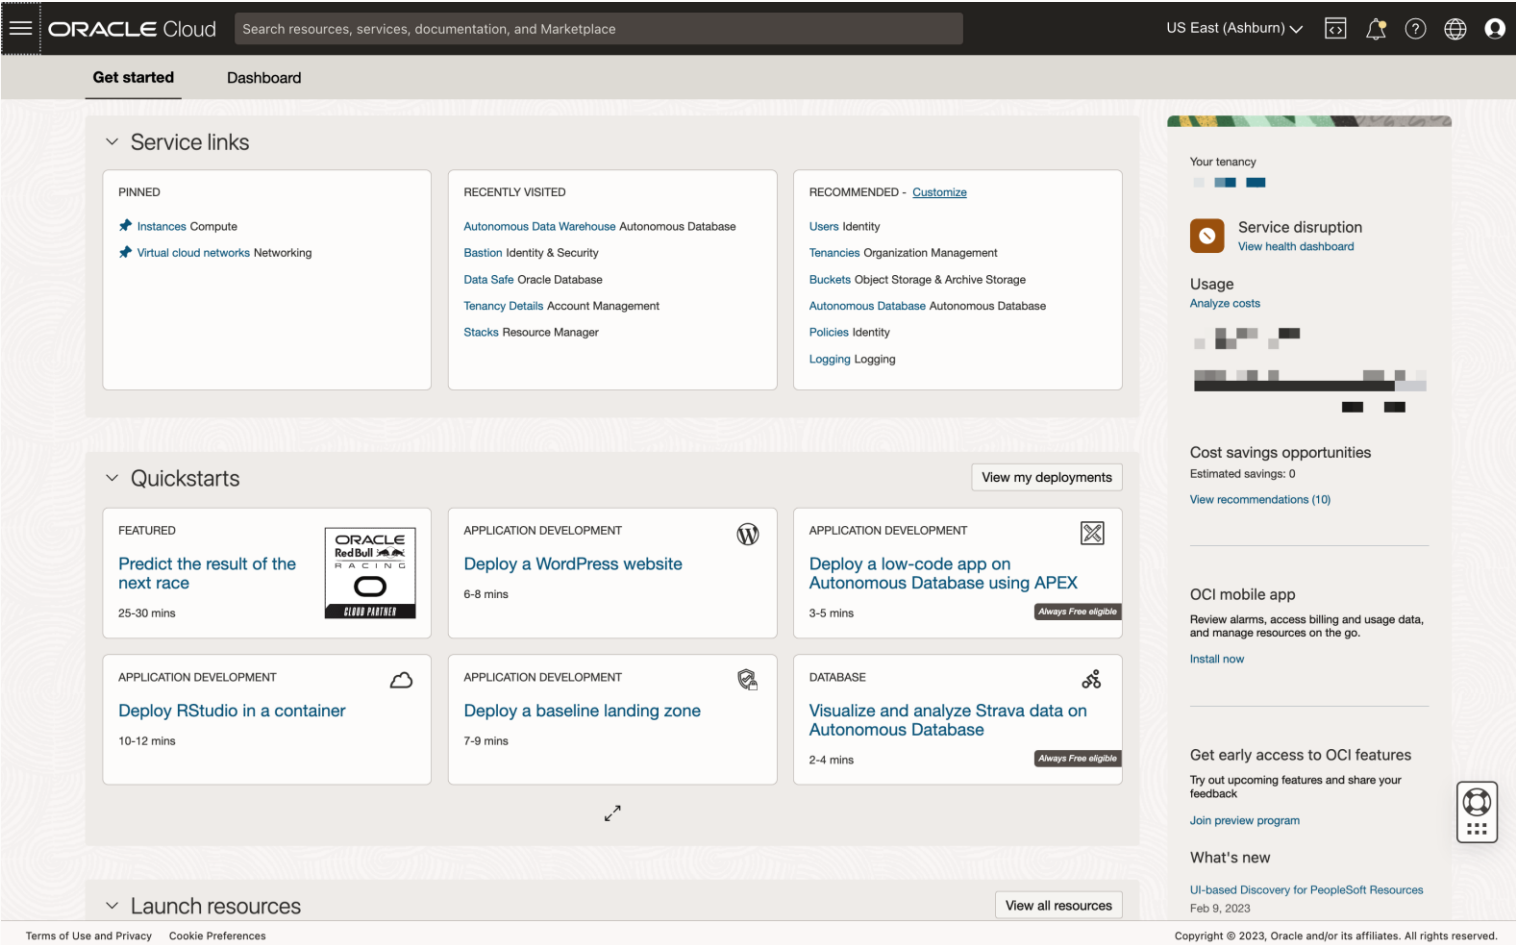 ORACLE Cloud
Search resources, services, documentation, and Marketplace
US East (Ashburn)
Get started
Dashboard
Service links
PINNED
Instances Compute
Virtual cloud networks Networking
RECENTLY VISITED
Autonomous Data Warehouse Autonomous Database
Bastion Identity & Security
Data Safe Oracle Database
Tenancy Details Account Management
Stacks Resource Manager
RECOMMENDED - Customize
Users Identity
Tenancies Organization Management
Buckets Object Storage & Archive Storage
Autonomous Database Autonomous Database
Policies Identity
Logging Logging
Quickstarts
View my deployments
FEATURED
Predict the result of the
next race
25-30 mins
ORACLE
Red Bull
RACING
CLOUD PARTNER
APPLICATION DEVELOPMENT
Deploy a WordPress website
6-8 mins
APPLICATION DEVELOPMENT
Deploy a low-code app on
Autonomous Database using APEX
3-5 mins
Always Free eligible
APPLICATION DEVELOPMENT
Deploy RStudio in a container
10-12 mins
APPLICATION DEVELOPMENT
Deploy a baseline landing zone
7-9 mins
DATABASE
Visualize and analyze Strava data on
Autonomous Database
2-4 mins
Always Free eligible
Launch resources
View all resources
Your tenancy
Service disruption
View health dashboard
Usage
Analyze costs
Cost savings opportunities
Estimated savings: 0
View recommendations (10)
OCI mobile app
Review alarms, access billing and usage data,
and manage resources on the go.
Install now
Get early access to OCI features
Try out upcoming features and share your
feedback
Join preview program
What's new
UI-based Discovery for PeopleSoft Resources
Feb 9, 2023
Terms of Use and Privacy
Cookie Preferences
Copyright © 2023, Oracle and/or its affiliates. All rights reserved.